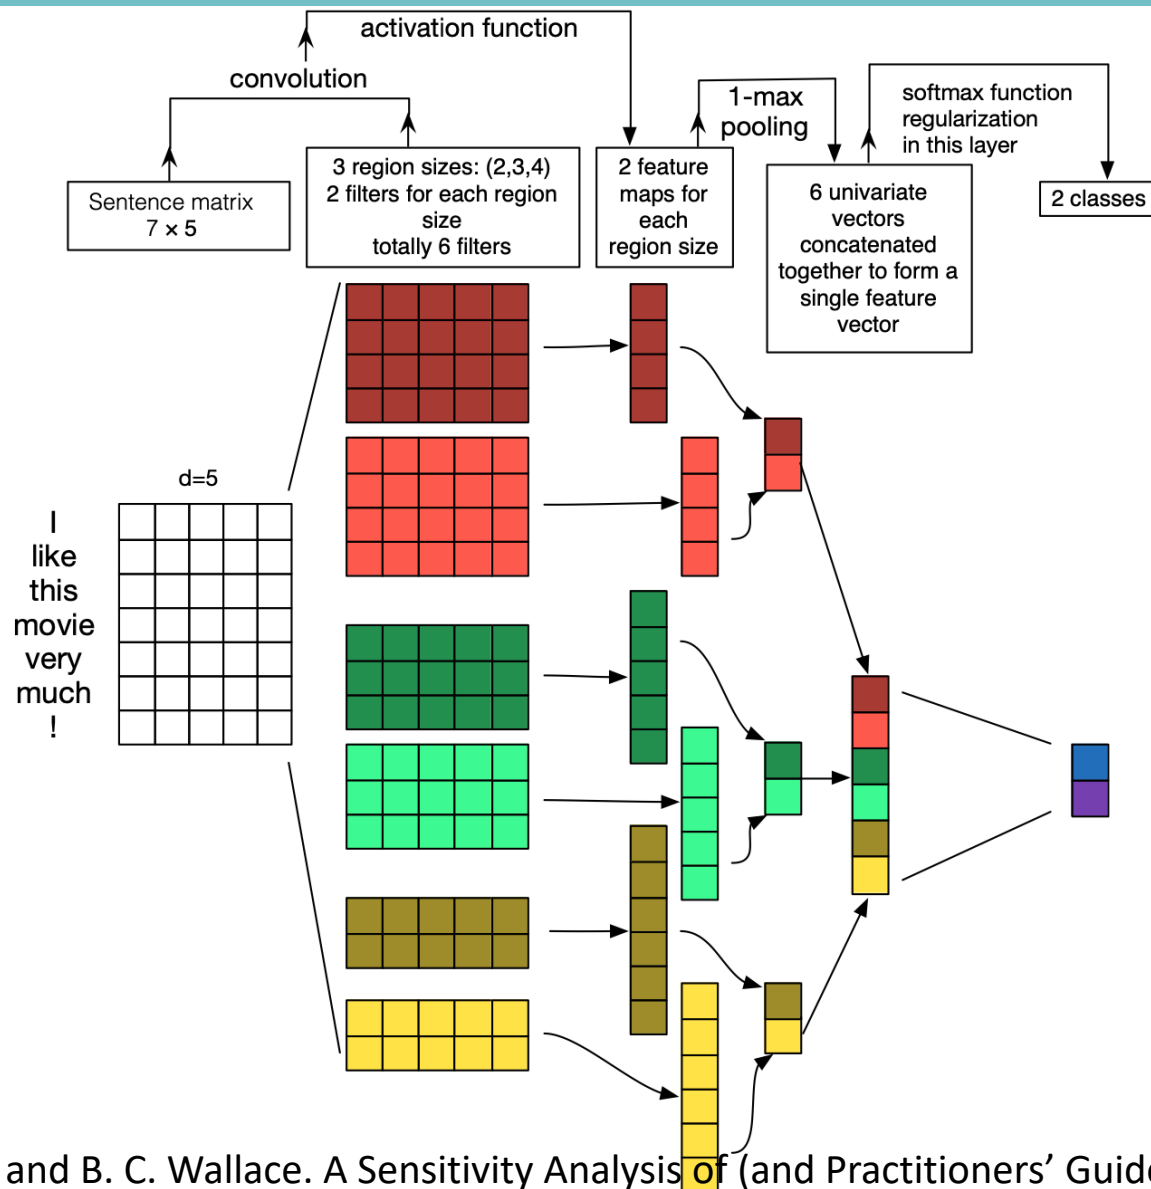 activation function
convolution
1-max
pooling
softmax function
regularization
in this layer
Sentence matrix
7 × 5
3 region sizes: (2,3,4)
2 filters for each region
size
totally 6 filters
2 feature
maps for
each
region size
6 univariate
vectors
concatenated
together to form a
single feature
vector
2 classes
d=5
I
like
this
movie
very
much
!
and B. C. Wallace. A Sensitivity Analysis of (and Practitioners’ Guide